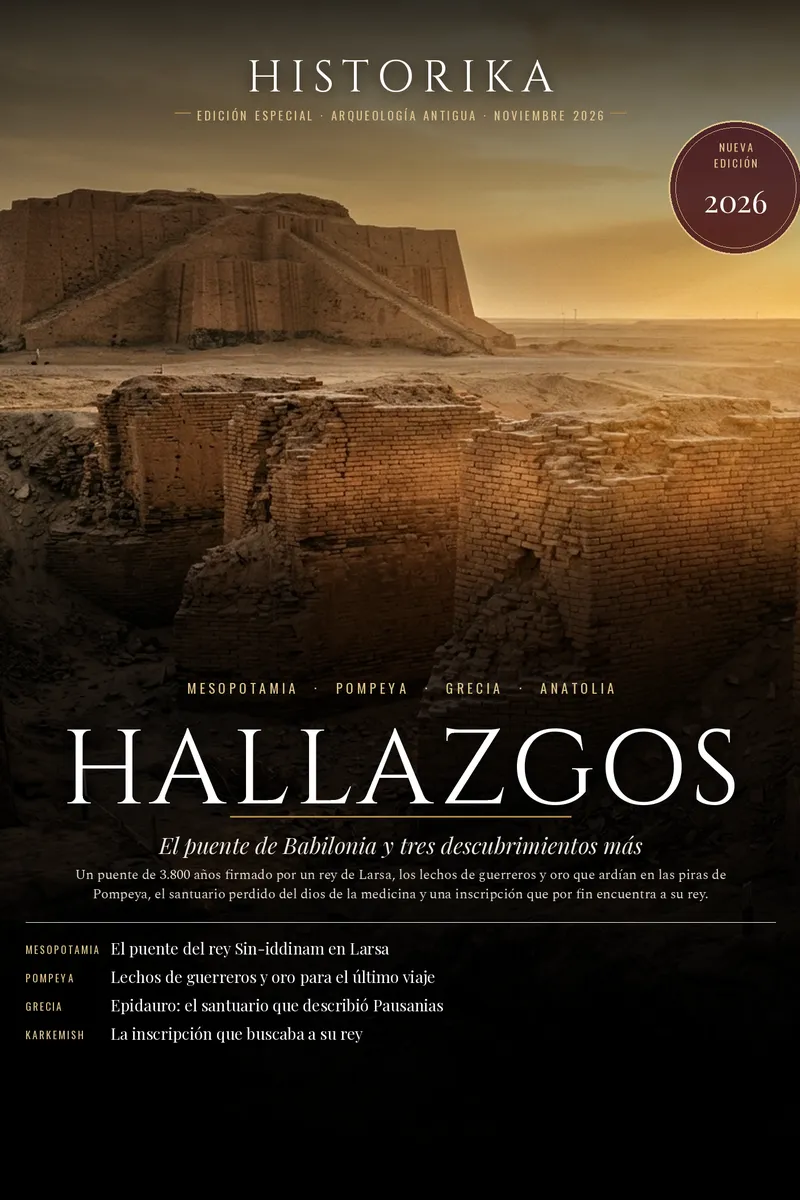 HISTORIKA
EDICIÓN ESPECIAL · ARQUEOLOGÍA ANTIGUA · NOVIEMBRE 2026
NUEVA
EDICIÓN
2026
MESOPOTAMIA · POMPEYA · GRECIA · ANATOLIA
HALLAZGOS
El puente de Babilonia y tres descubrimientos más
Un puente de 3.800 años firmado por un rey de Larsa, los lechos de guerreros y oro que ardían en las piras de
Pompeya, el santuario perdido del dios de la medicina y una inscripción que por fin encuentra a su rey.
MESOPOTAMIA El puente del rey Sin-iddinam en Larsa
POMPEYA Lechos de guerreros y oro para el último viaje
GRECIA Epidauro: el santuario que describió Pausanias
KARKEMISH La inscripción que buscaba a su rey